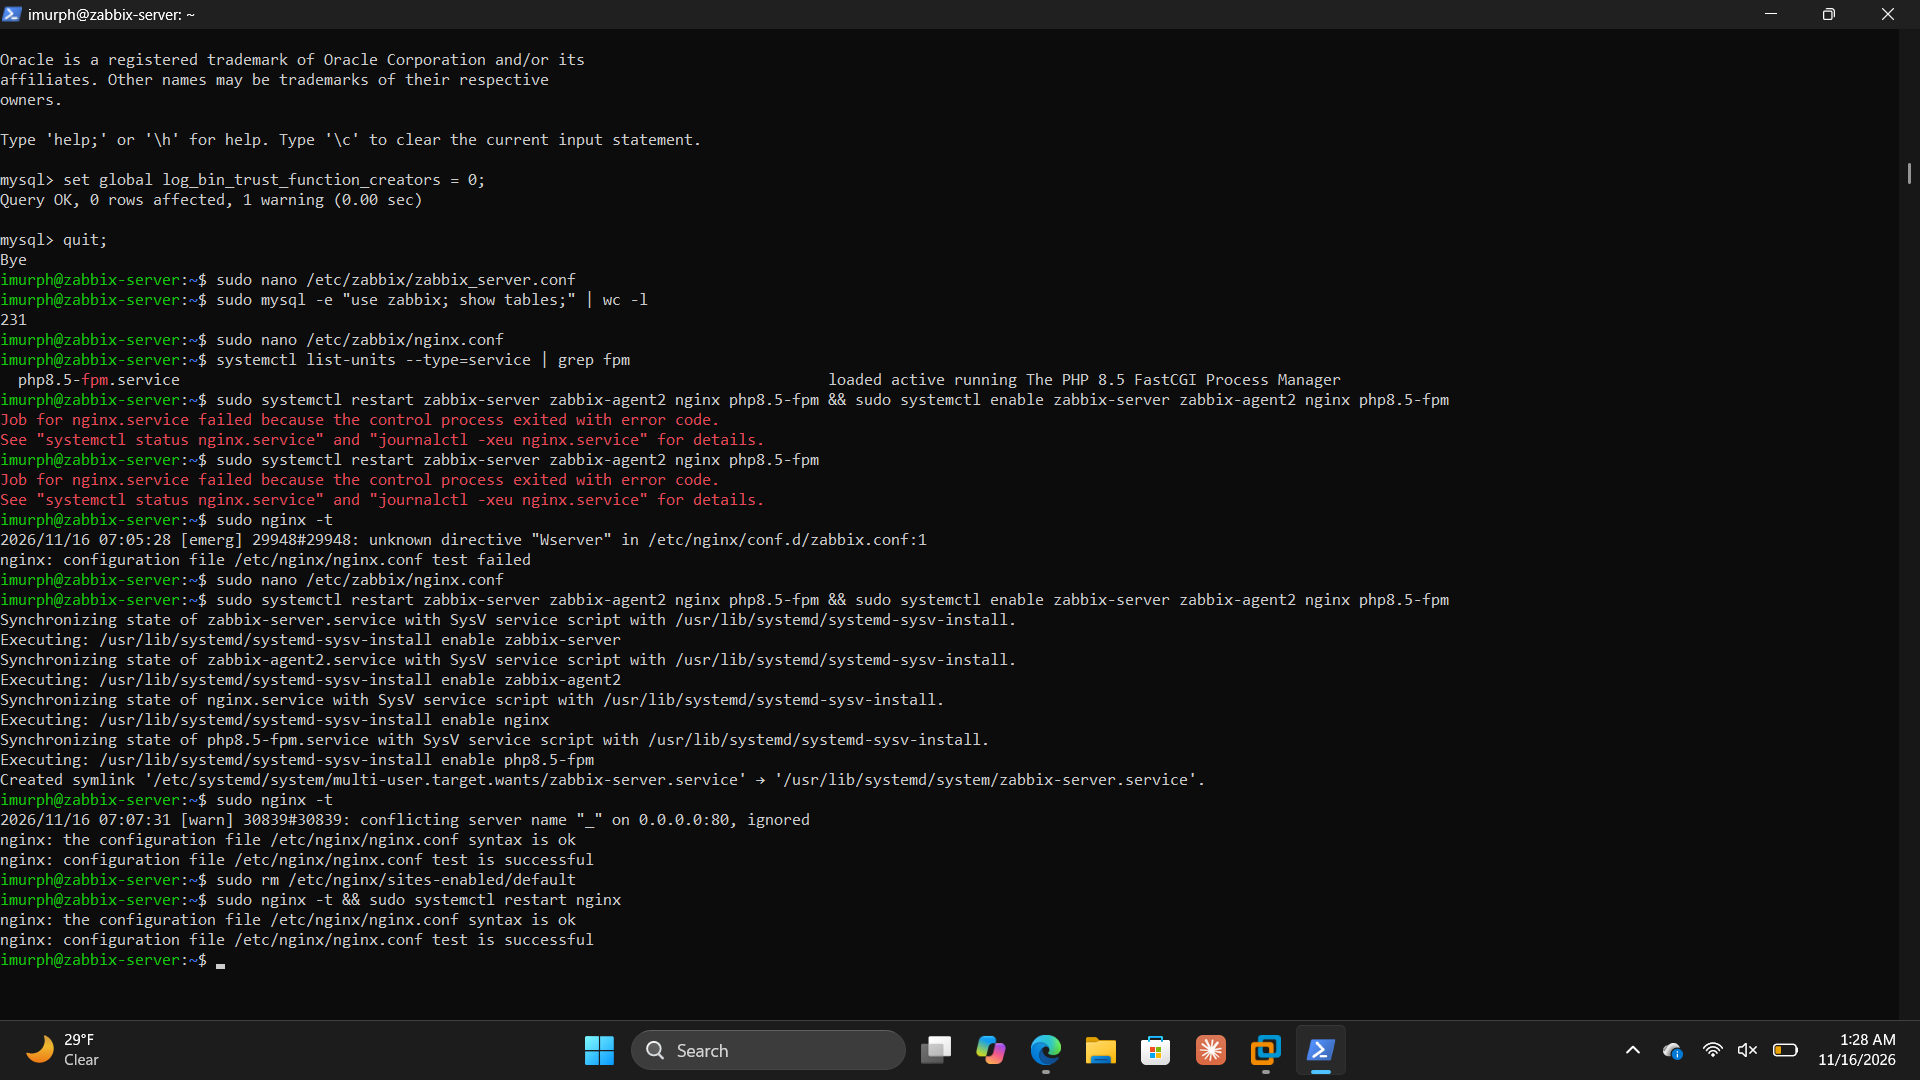 imurph@zabbix-server: ~
Oracle is a registered trademark of Oracle Corporation and/or its
affiliates. Other names may be trademarks of their respective
owners.
Type 'help;' or '\h' for help. Type '\c' to clear the current input statement.
mysql> set global log_bin_trust_function_creators = 0;
Query OK, 0 rows affected, 1 warning (0.00 sec)
mysql> quit;
Bye
imurph@zabbix-server:~$ sudo nano /etc/zabbix/zabbix_server.conf
imurph@zabbix-server:~$ sudo mysql -e "use zabbix; show tables;" | wc -l
231
imurph@zabbix-server:~$ sudo nano /etc/zabbix/nginx.conf
imurph@zabbix-server:~$ systemctl list-units --type=service | grep fpm
php8.5-fpm.service loaded active running The PHP 8.5 FastCGI Process Manager
imurph@zabbix-server:~$ sudo systemctl restart zabbix-server zabbix-agent2 nginx php8.5-fpm && sudo systemctl enable zabbix-server zabbix-agent2 nginx php8.5-fpm
Job for nginx.service failed because the control process exited with error code.
See "systemctl status nginx.service" and "journalctl -xeu nginx.service" for details.
imurph@zabbix-server:~$ sudo systemctl restart zabbix-server zabbix-agent2 nginx php8.5-fpm
Job for nginx.service failed because the control process exited with error code.
See "systemctl status nginx.service" and "journalctl -xeu nginx.service" for details.
imurph@zabbix-server:~$ sudo nginx -t
2026/11/16 07:05:28 [emerg] 29948#29948: unknown directive "Wserver" in /etc/nginx/conf.d/zabbix.conf:1
nginx: configuration file /etc/nginx/nginx.conf test failed
imurph@zabbix-server:~$ sudo nano /etc/zabbix/nginx.conf
imurph@zabbix-server:~$ sudo systemctl restart zabbix-server zabbix-agent2 nginx php8.5-fpm && sudo systemctl enable zabbix-server zabbix-agent2 nginx php8.5-fpm
Synchronizing state of zabbix-server.service with SysV service script with /usr/lib/systemd/systemd-sysv-install.
Executing: /usr/lib/systemd/systemd-sysv-install enable zabbix-server
Synchronizing state of zabbix-agent2.service with SysV service script with /usr/lib/systemd/systemd-sysv-install.
Executing: /usr/lib/systemd/systemd-sysv-install enable zabbix-agent2
Synchronizing state of nginx.service with SysV service script with /usr/lib/systemd/systemd-sysv-install.
Executing: /usr/lib/systemd/systemd-sysv-install enable nginx
Synchronizing state of php8.5-fpm.service with SysV service script with /usr/lib/systemd/systemd-sysv-install.
Executing: /usr/lib/systemd/systemd-sysv-install enable php8.5-fpm
Created symlink '/etc/systemd/system/multi-user.target.wants/zabbix-server.service' → '/usr/lib/systemd/system/zabbix-server.service'.
imurph@zabbix-server:~$ sudo nginx -t
2026/11/16 07:07:31 [warn] 30839#30839: conflicting server name "_" on 0.0.0.0:80, ignored
nginx: the configuration file /etc/nginx/nginx.conf syntax is ok
nginx: configuration file /etc/nginx/nginx.conf test is successful
imurph@zabbix-server:~$ sudo rm /etc/nginx/sites-enabled/default
imurph@zabbix-server:~$ sudo nginx -t && sudo systemctl restart nginx
nginx: the configuration file /etc/nginx/nginx.conf syntax is ok
nginx: configuration file /etc/nginx/nginx.conf test is successful
imurph@zabbix-server:~$
29°F
Clear
Search
1:28 AM
11/16/2026